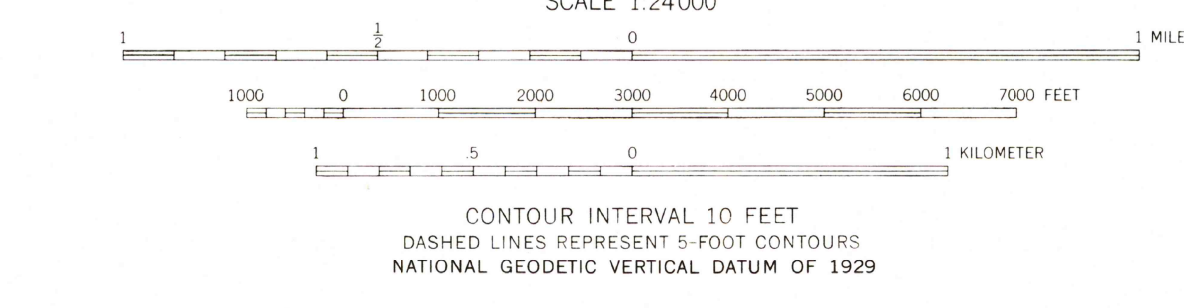 SCALE 1:24000
1 1/2 0 1 MILE
1000 0 1000 2000 3000 4000 5000 6000 7000 FEET
1 .5 0 1 KILOMETER
CONTOUR INTERVAL 10 FEET
DASHED LINES REPRESENT 5-FOOT CONTOURS
NATIONAL GEODETIC VERTICAL DATUM OF 1929